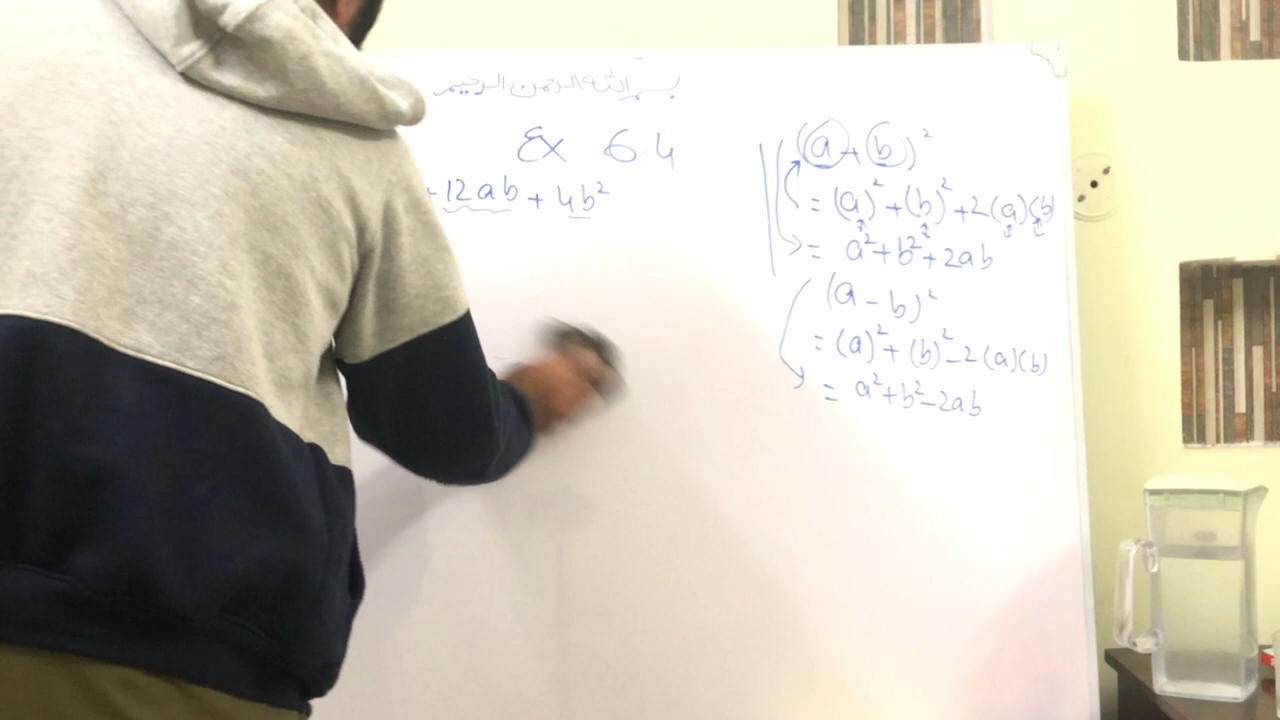 بسم الله الرحمن الرحيم
Ex 6.4
-12ab + 4b²
(a + b)²
= (a)² + (b)² + 2(a)(b)
= a² + b² + 2ab
(a - b)²
= (a)² + (b)² - 2(a)(b)
= a² + b² - 2ab